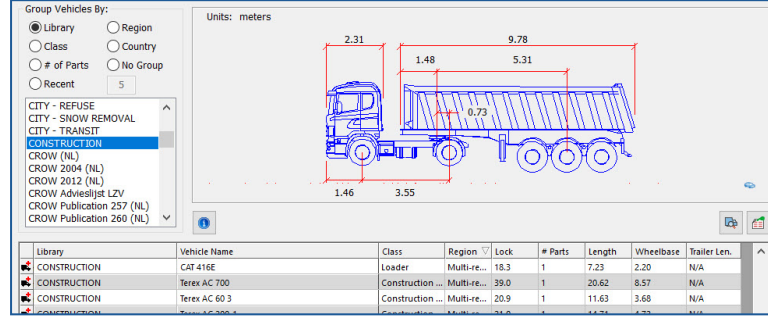 Group Vehicles By:
Library
Region
Class
Country
# of Parts
No Group
Recent
5
CITY - REFUSE
CITY - SNOW REMOVAL
CITY - TRANSIT
CONSTRUCTION
CROW (NL)
CROW 2004 (NL)
CROW 2012 (NL)
CROW Advieslijst LZV
CROW Publication 257 (NL)
CROW Publication 260 (NL)
Units: meters
2.31
9.78
1.48
5.31
0.73
1.46
3.55
Library Vehicle Name Class Region Lock # Parts Length Wheelbase Trailer Len.
CONSTRUCTION CAT 416E Loader Multi-re... 18.3 1 7.23 2.20 N/A
CONSTRUCTION Terex AC 700 Construction ... Multi-re... 39.0 1 20.62 8.57 N/A
CONSTRUCTION Terex AC 60 3 Construction ... Multi-re... 20.9 1 11.63 3.68 N/A